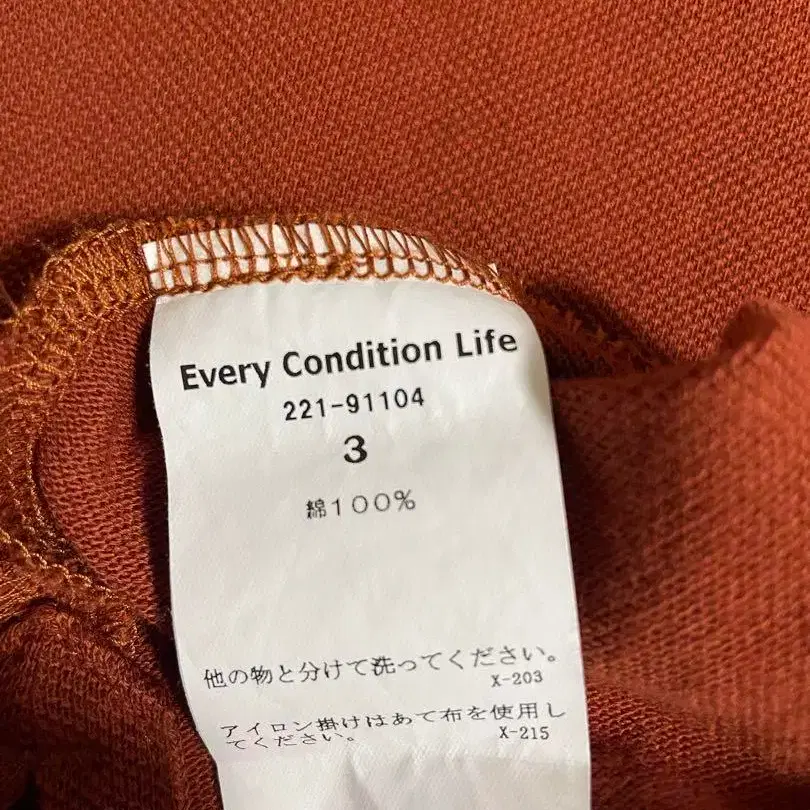 Every Condition Life
221-91104
3
綿100%
他の物と分けて洗ってください。
X-203
アイロン掛けはあて布を使用し
てください。
X-215